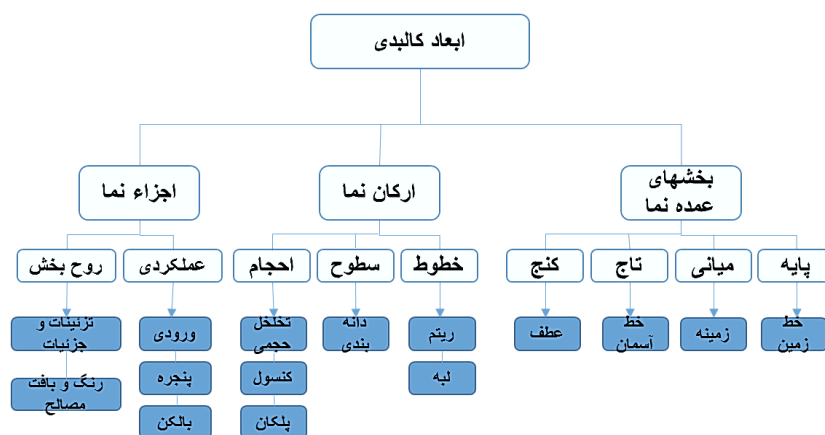 ابعاد کالبدی
بخشهای
عمده نما
ارکان نما
اجزاء نما
پایه
میانی
تاج
کنج
خطوط
سطوح
احجام
عملکردی
روح بخش
خط
زمین
زمینه
خط
آسمان
عطف
ریتم
لبه
دانه
بندی
تخلخل
حجمی
کنسول
پلکان
ورودی
پنجره
بالکن
تزئینات و
جزئیات
رنگ و بافت
مصالح